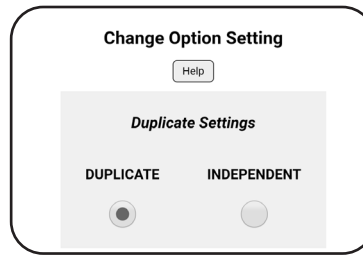 Change Option Setting
Help
Duplicate Settings
DUPLICATE INDEPENDENT